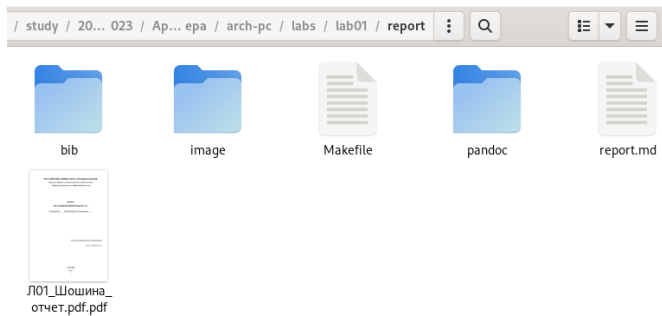 / study / 20... 023 / Ap... epa / arch-pc / labs / lab01 / report
bib
image
Makefile
pandoc
report.md
Л01_Шошина_
отчет.pdf.pdf